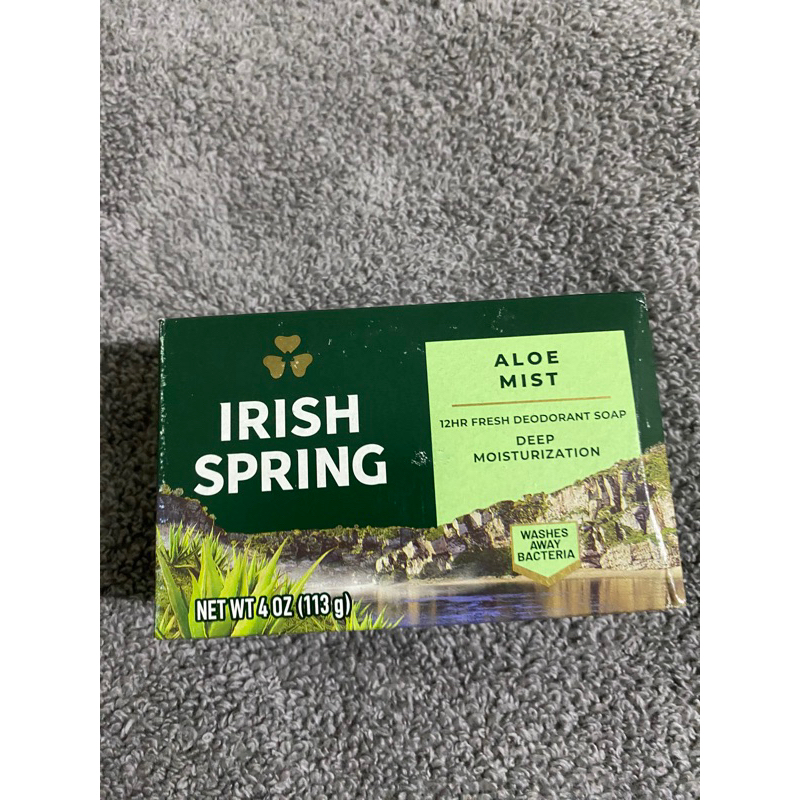 IRISH
SPRING
ALOE
MIST
12HR FRESH DEODORANT SOAP
DEEP
MOISTURIZATION
WASHES
AWAY
BACTERIA
NET WT 4 OZ (113 g)